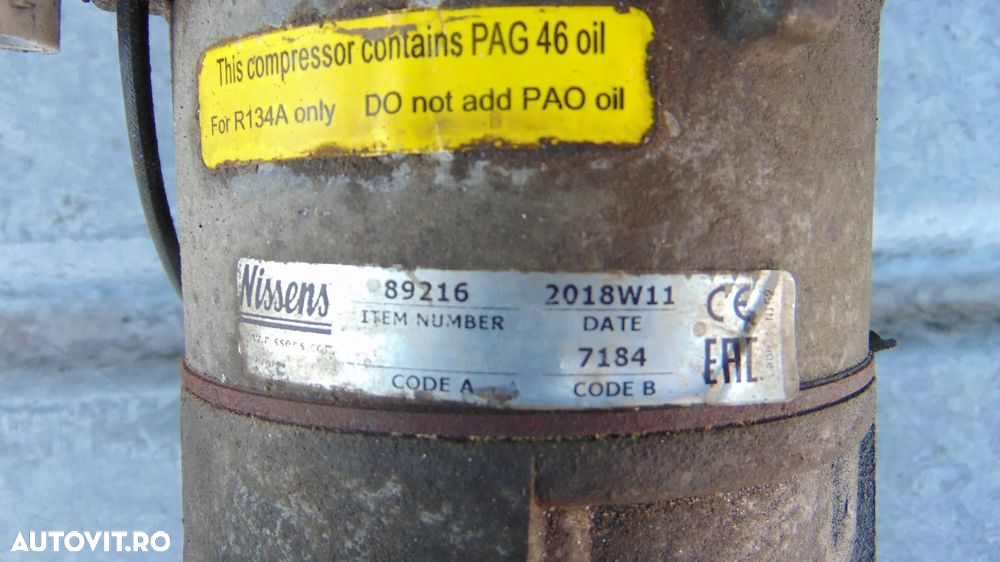 This compressor contains PAG 46 oil
For R134A only DO not add PAO oil
Nissens
89216 2018W11 CE
ITEM NUMBER DATE
7184 EAC
CODE A CODE B
AUTOVIT.RO